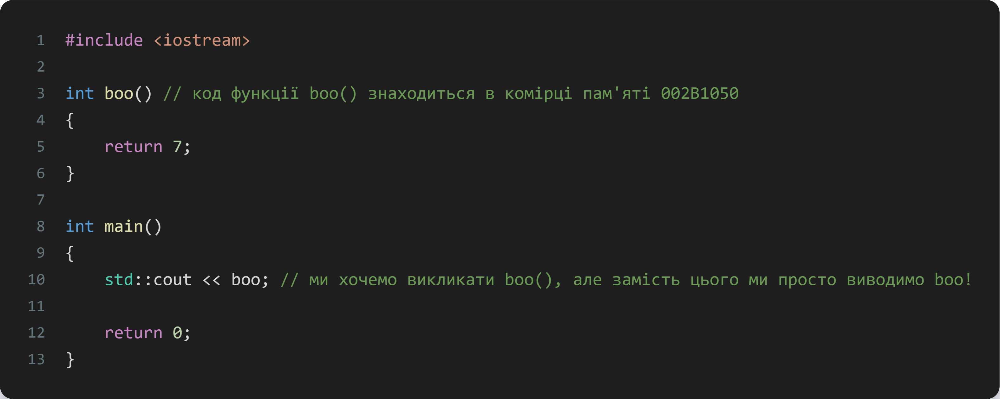 1 #include <iostream>
2
3 int boo() // код функції boo() знаходиться в комірці пам'яті 002B1050
4 {
5     return 7;
6 }
7
8 int main()
9 {
10     std::cout << boo; // ми хочемо викликати boo(), але замість цього ми просто виводимо boo!
11
12     return 0;
13 }